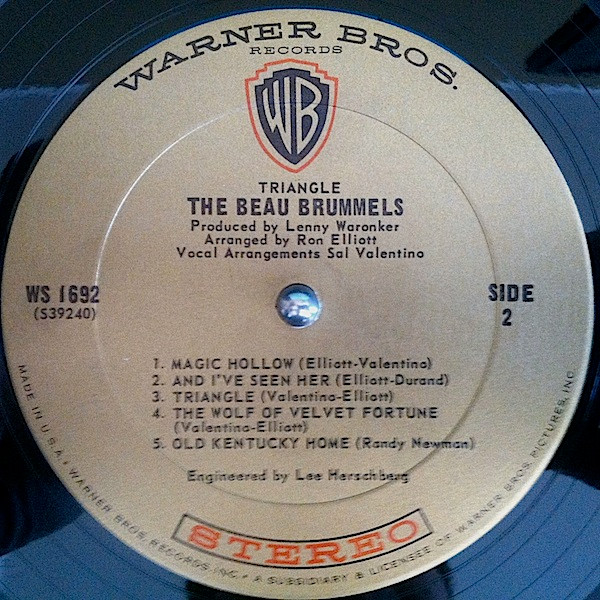 WARNER BROS.
RECORDS
WB
TRIANGLE
THE BEAU BRUMMELS
Produced by Lenny Waronker
Arranged by Ron Elliott
Vocal Arrangements Sal Valentino
WS 1692
(S39240)
SIDE
2
1. MAGIC HOLLOW (Elliott-Valentino)
2. AND I'VE SEEN HER (Elliott-Durand)
3. TRIANGLE (Valentino-Elliott)
4. THE WOLF OF VELVET FORTUNE
(Valentino-Elliott)
5. OLD KENTUCKY HOME (Randy Newman)
Engineered by Lee Herschberg
STEREO
MADE IN U.S.A. • WARNER BROS. RECORDS, INC. • A SUBSIDIARY & LICENSEE OF WARNER BROS. PICTURES, INC.